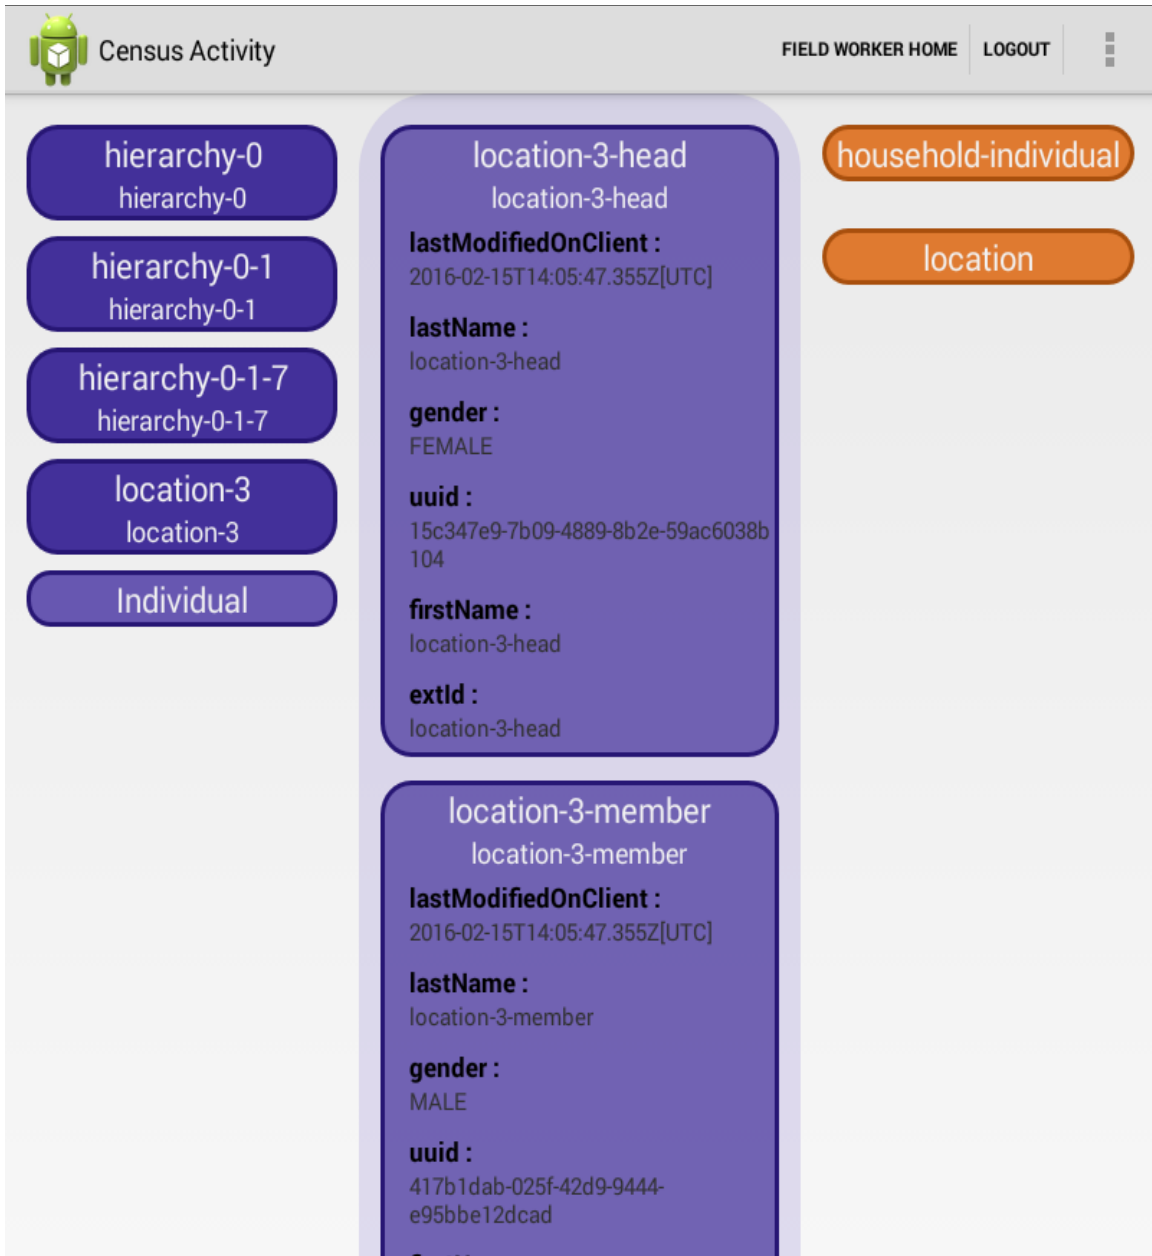 Census Activity
FIELD WORKER HOME
LOGOUT
hierarchy-0
hierarchy-0
hierarchy-0-1
hierarchy-0-1
hierarchy-0-1-7
hierarchy-0-1-7
location-3
location-3
Individual
location-3-head
location-3-head
lastModifiedOnClient :
2016-02-15T14:05:47.355Z[UTC]
lastName :
location-3-head
gender :
FEMALE
uuid :
15c347e9-7b09-4889-8b2e-59ac6038b
104
firstName :
location-3-head
extId :
location-3-head
location-3-member
location-3-member
lastModifiedOnClient :
2016-02-15T14:05:47.355Z[UTC]
lastName :
location-3-member
gender :
MALE
uuid :
417b1dab-025f-42d9-9444-
e95bbe12dcad
household-individual
location